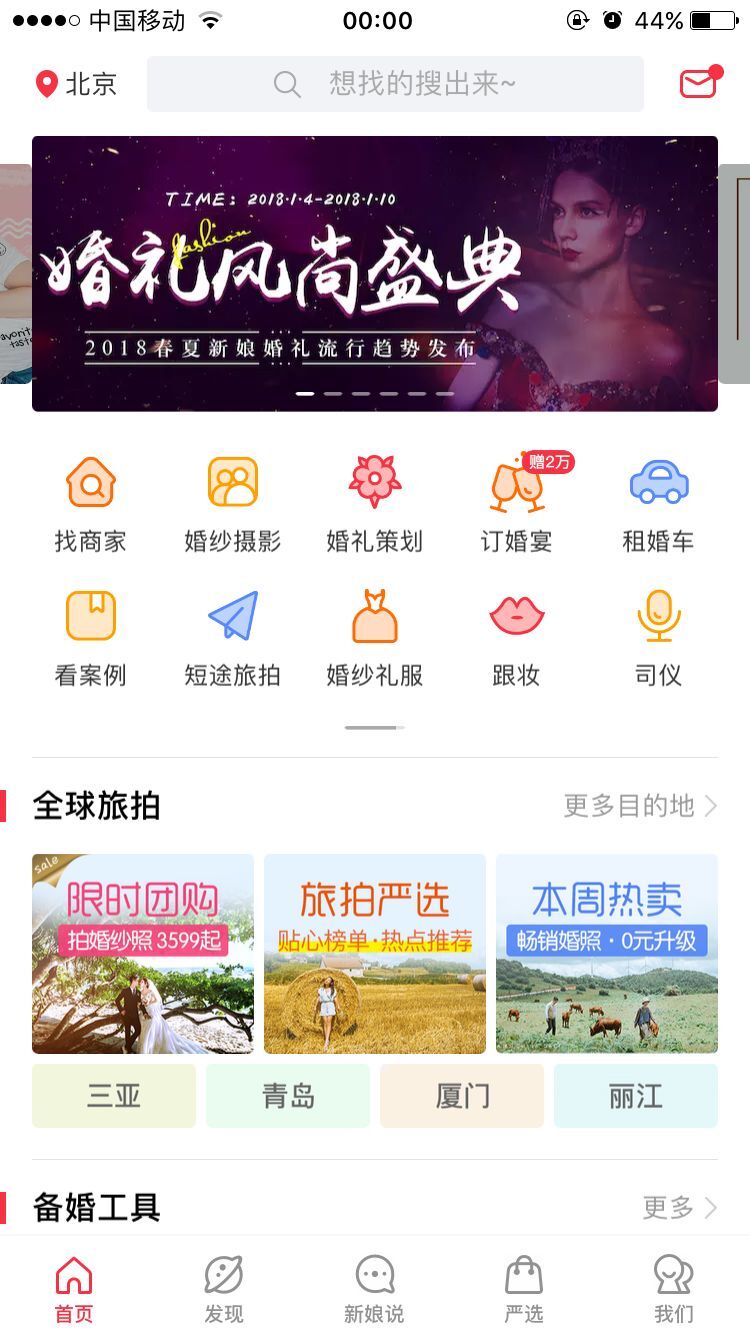 中国移动
00:00
44%
北京
想找的搜出来~
TIME: 2018·1·4-2018·1·10
fashion
婚礼风尚盛典
2018春夏新娘婚礼流行趋势发布
赠2万
找商家
婚纱摄影
婚礼策划
订婚宴
租婚车
看案例
短途旅拍
婚纱礼服
跟妆
司仪
全球旅拍
更多目的地
sale
限时团购
拍婚纱照 3599起
旅拍严选
贴心榜单·热点推荐
本周热卖
畅销婚照·0元升级
三亚
青岛
厦门
丽江
备婚工具
更多
首页
发现
新娘说
严选
我们